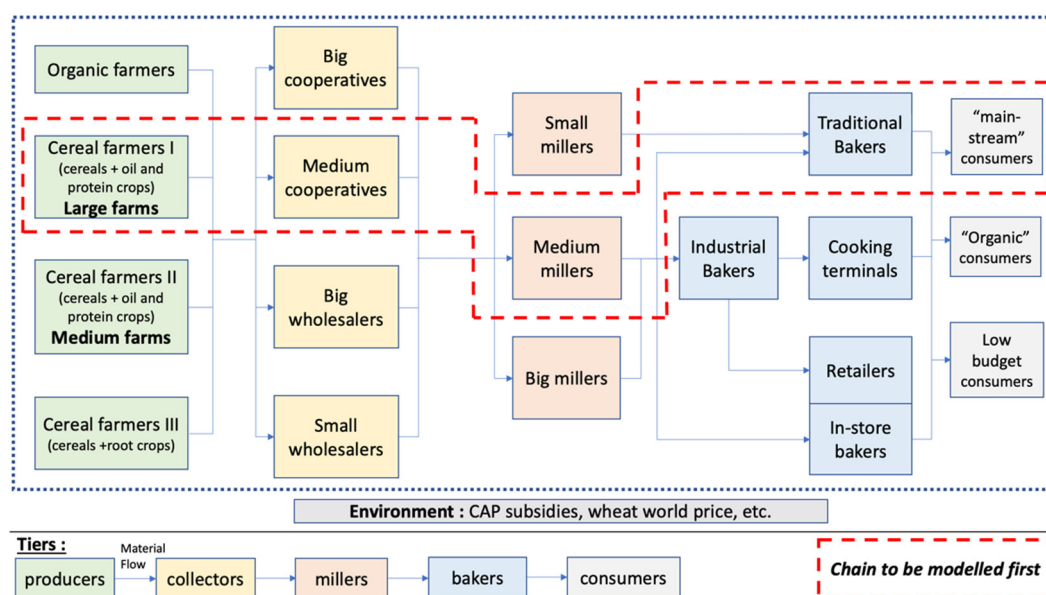 Organic farmers
Cereal farmers I
(cereals + oil and
protein crops)
Large farms
Cereal farmers II
(cereals + oil and
protein crops)
Medium farms
Cereal farmers III
(cereals +root crops)
Big
cooperatives
Medium
cooperatives
Big
wholesalers
Small
wholesalers
Small
millers
Medium
millers
Big millers
Industrial
Bakers
Traditional
Bakers
Cooking
terminals
Retailers
In-store
bakers
“main-
stream”
consumers
“Organic”
consumers
Low
budget
consumers
Environment : CAP subsidies, wheat world price, etc.
Tiers :
Material
Flow
producers
collectors
millers
bakers
consumers
Chain to be modelled first